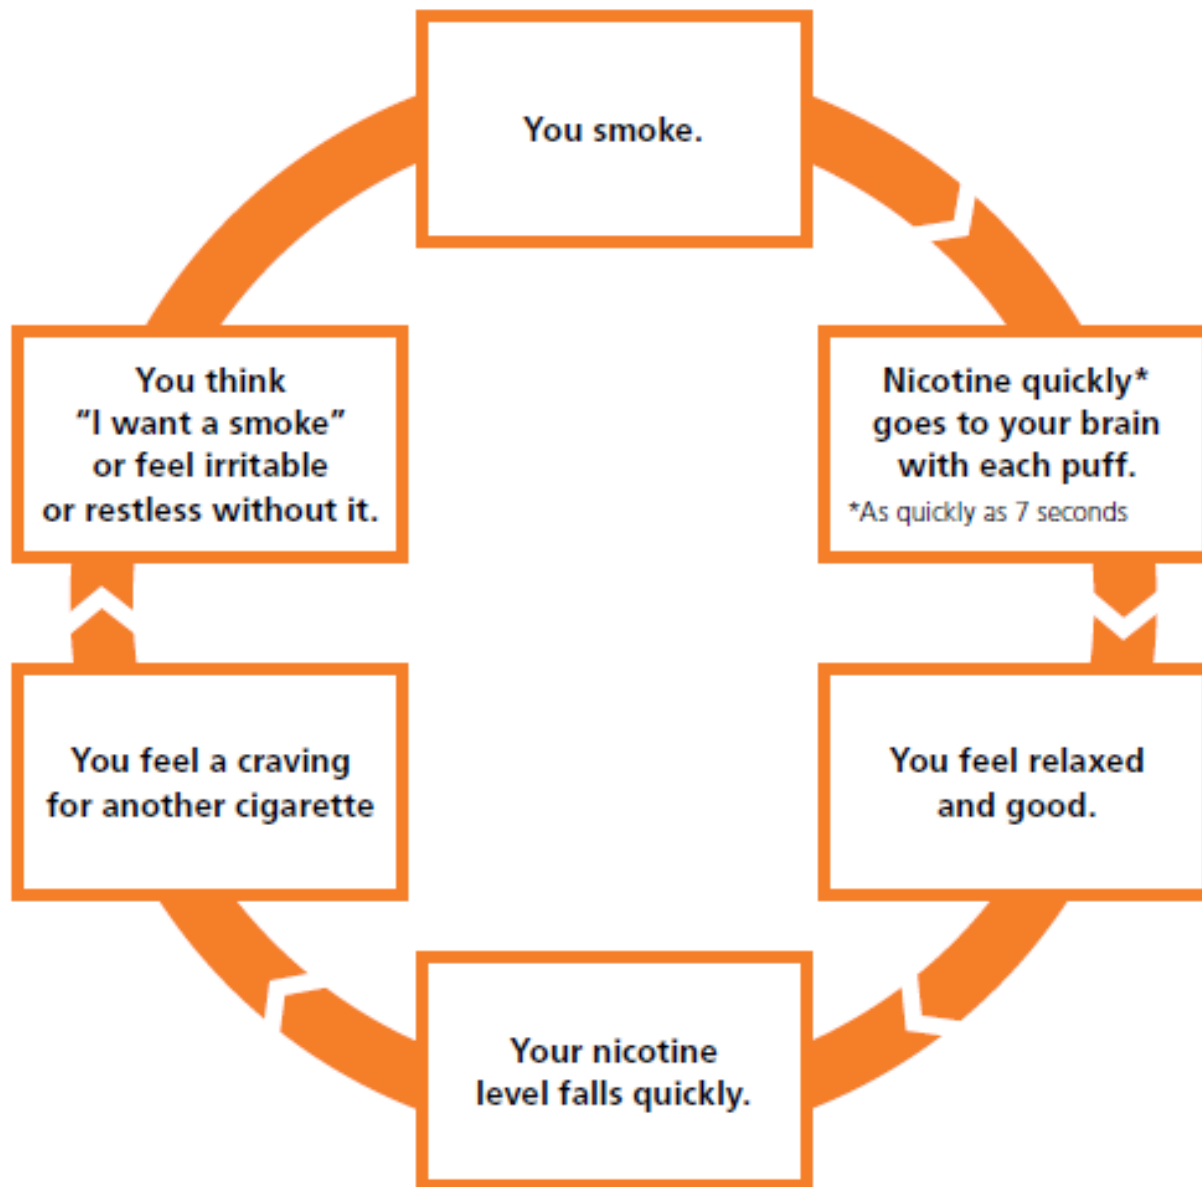 You smoke.
Nicotine quickly*
goes to your brain
with each puff.
*As quickly as 7 seconds
You feel relaxed
and good.
Your nicotine
level falls quickly.
You feel a craving
for another cigarette
You think
“I want a smoke”
or feel irritable
or restless without it.